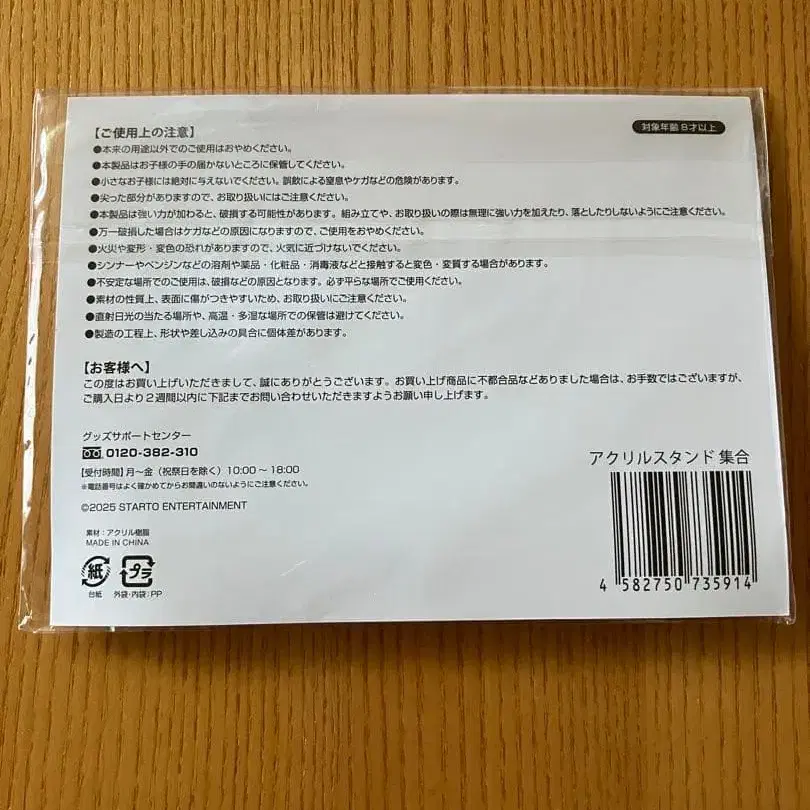 【ご使用上の注意】
対象年齢8才以上
●本来の用途以外でのご使用はおやめください。
●本製品はお子様の手の届かないところに保管してください。
●小さなお子様には絶対に与えないでください。誤飲による窒息やケガなどの危険があります。
●尖った部分がありますので、お取り扱いにはご注意ください。
●本製品は強い力が加わると、破損する可能性があります。組み立てや、お取り扱いの際は無理に強い力を加えたり、落としたりしないようにご注意ください。
●万一破損した場合はケガなどの原因になりますので、ご使用をおやめください。
●火災や変形・変色の恐れがありますので、火気に近づけないでください。
●シンナーやベンジンなどの溶剤や薬品・化粧品・消毒液などと接触すると変色・変質する場合があります。
●不安定な場所でのご使用は、破損などの原因となります。必ず平らな場所でご使用ください。
●素材の性質上、表面に傷がつきやすいため、お取り扱いにご注意ください。
●直射日光の当たる場所や、高温・多湿な場所での保管は避けてください。
●製造の工程上、形状や差し込みの具合に個体差があります。
【お客様へ】
この度はお買い上げいただきまして、誠にありがとうございます。お買い上げ商品に不都合品などありました場合は、お手数ではございますが、
ご購入日より2週間以内に下記までお問い合わせいただきますようお願い申し上げます。
グッズサポートセンター
0120-382-310
【受付時間】月～金（祝祭日を除く）10:00～18:00
※電話番号はよく確かめてからお間違いのないようにご注意ください。
©2025 STARTO ENTERTAINMENT
素材：アクリル樹脂
MADE IN CHINA
紙
プラ
台紙
外袋・内袋：PP
アクリルスタンド 集合
4 582750 735914